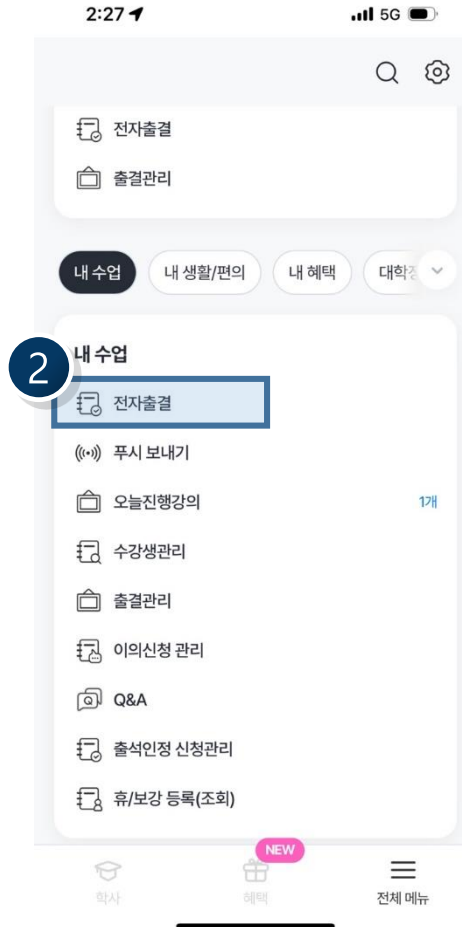 2:27
5G
전자출결
출결관리
내 수업
내 생활/편의
내 혜택
내 수업
2
전자출결
푸시 보내기
오늘진행강의
1개
수강생관리
출결관리
이의신청 관리
Q&A
출석인정 신청관리
휴/보강 등록(조회)
NEW
학사
혜택
전체 메뉴